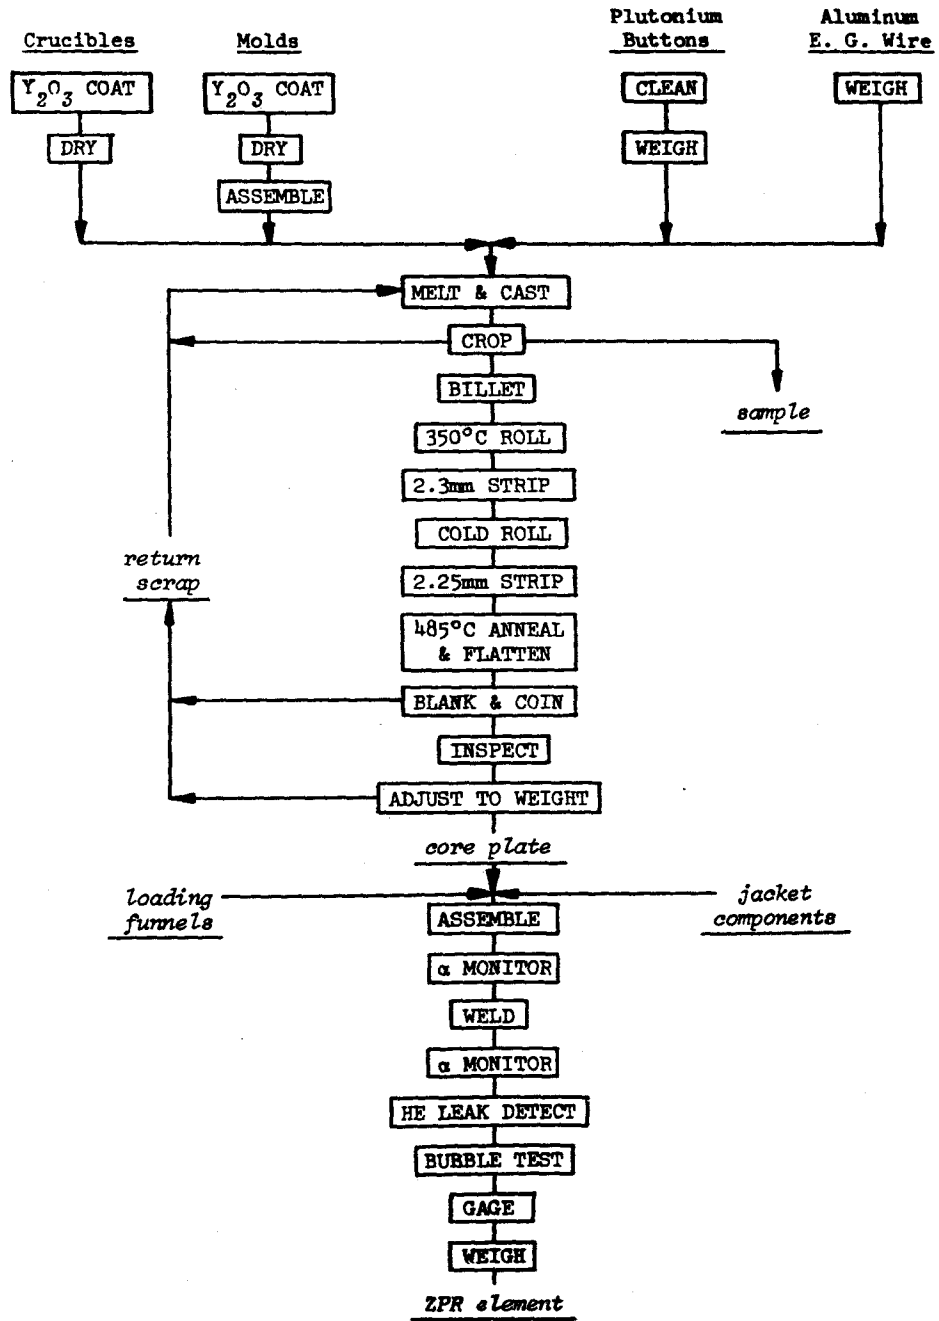 Crucibles
Molds
Plutonium
Buttons
Aluminum
E. G. Wire
Y2O3 COAT
Y2O3 COAT
CLEAN
WEIGH
DRY
DRY
WEIGH
ASSEMBLE
MELT & CAST
CROP
BILLET
sample
350°C ROLL
2.3mm STRIP
COLD ROLL
return
scrap
2.25mm STRIP
485°C ANNEAL
& FLATTEN
BLANK & COIN
INSPECT
ADJUST TO WEIGHT
core plate
loading
funnels
jacket
components
ASSEMBLE
α MONITOR
WELD
α MONITOR
HE LEAK DETECT
BUBBLE TEST
GAGE
WEIGH
ZPR element